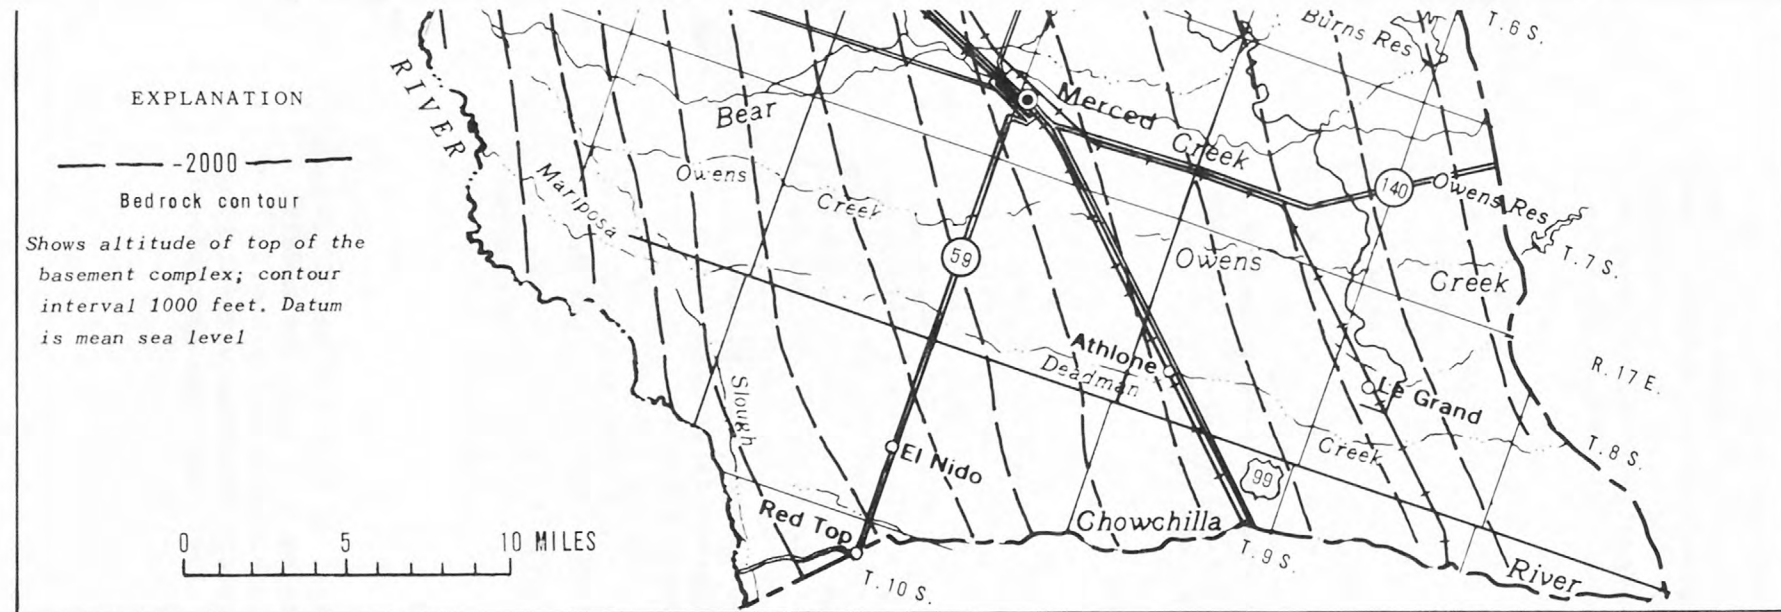 EXPLANATION
-2000
Bedrock contour
Shows altitude of top of the
basement complex; contour
interval 1000 feet. Datum
is mean sea level
0 5 10 MILES
RIVER
Burns Res
T. 6 S.
Bear
Merced
Creek
Mariposa
Owens
Creek
140
Owens Res
59
Owens
Creek
T. 7 S.
Athlone
Deadman
R. 17 E.
Le Grand
Slough
El Nido
Creek
T. 8 S.
99
Red Top
Chowchilla
River
T. 9 S.
T. 10 S.